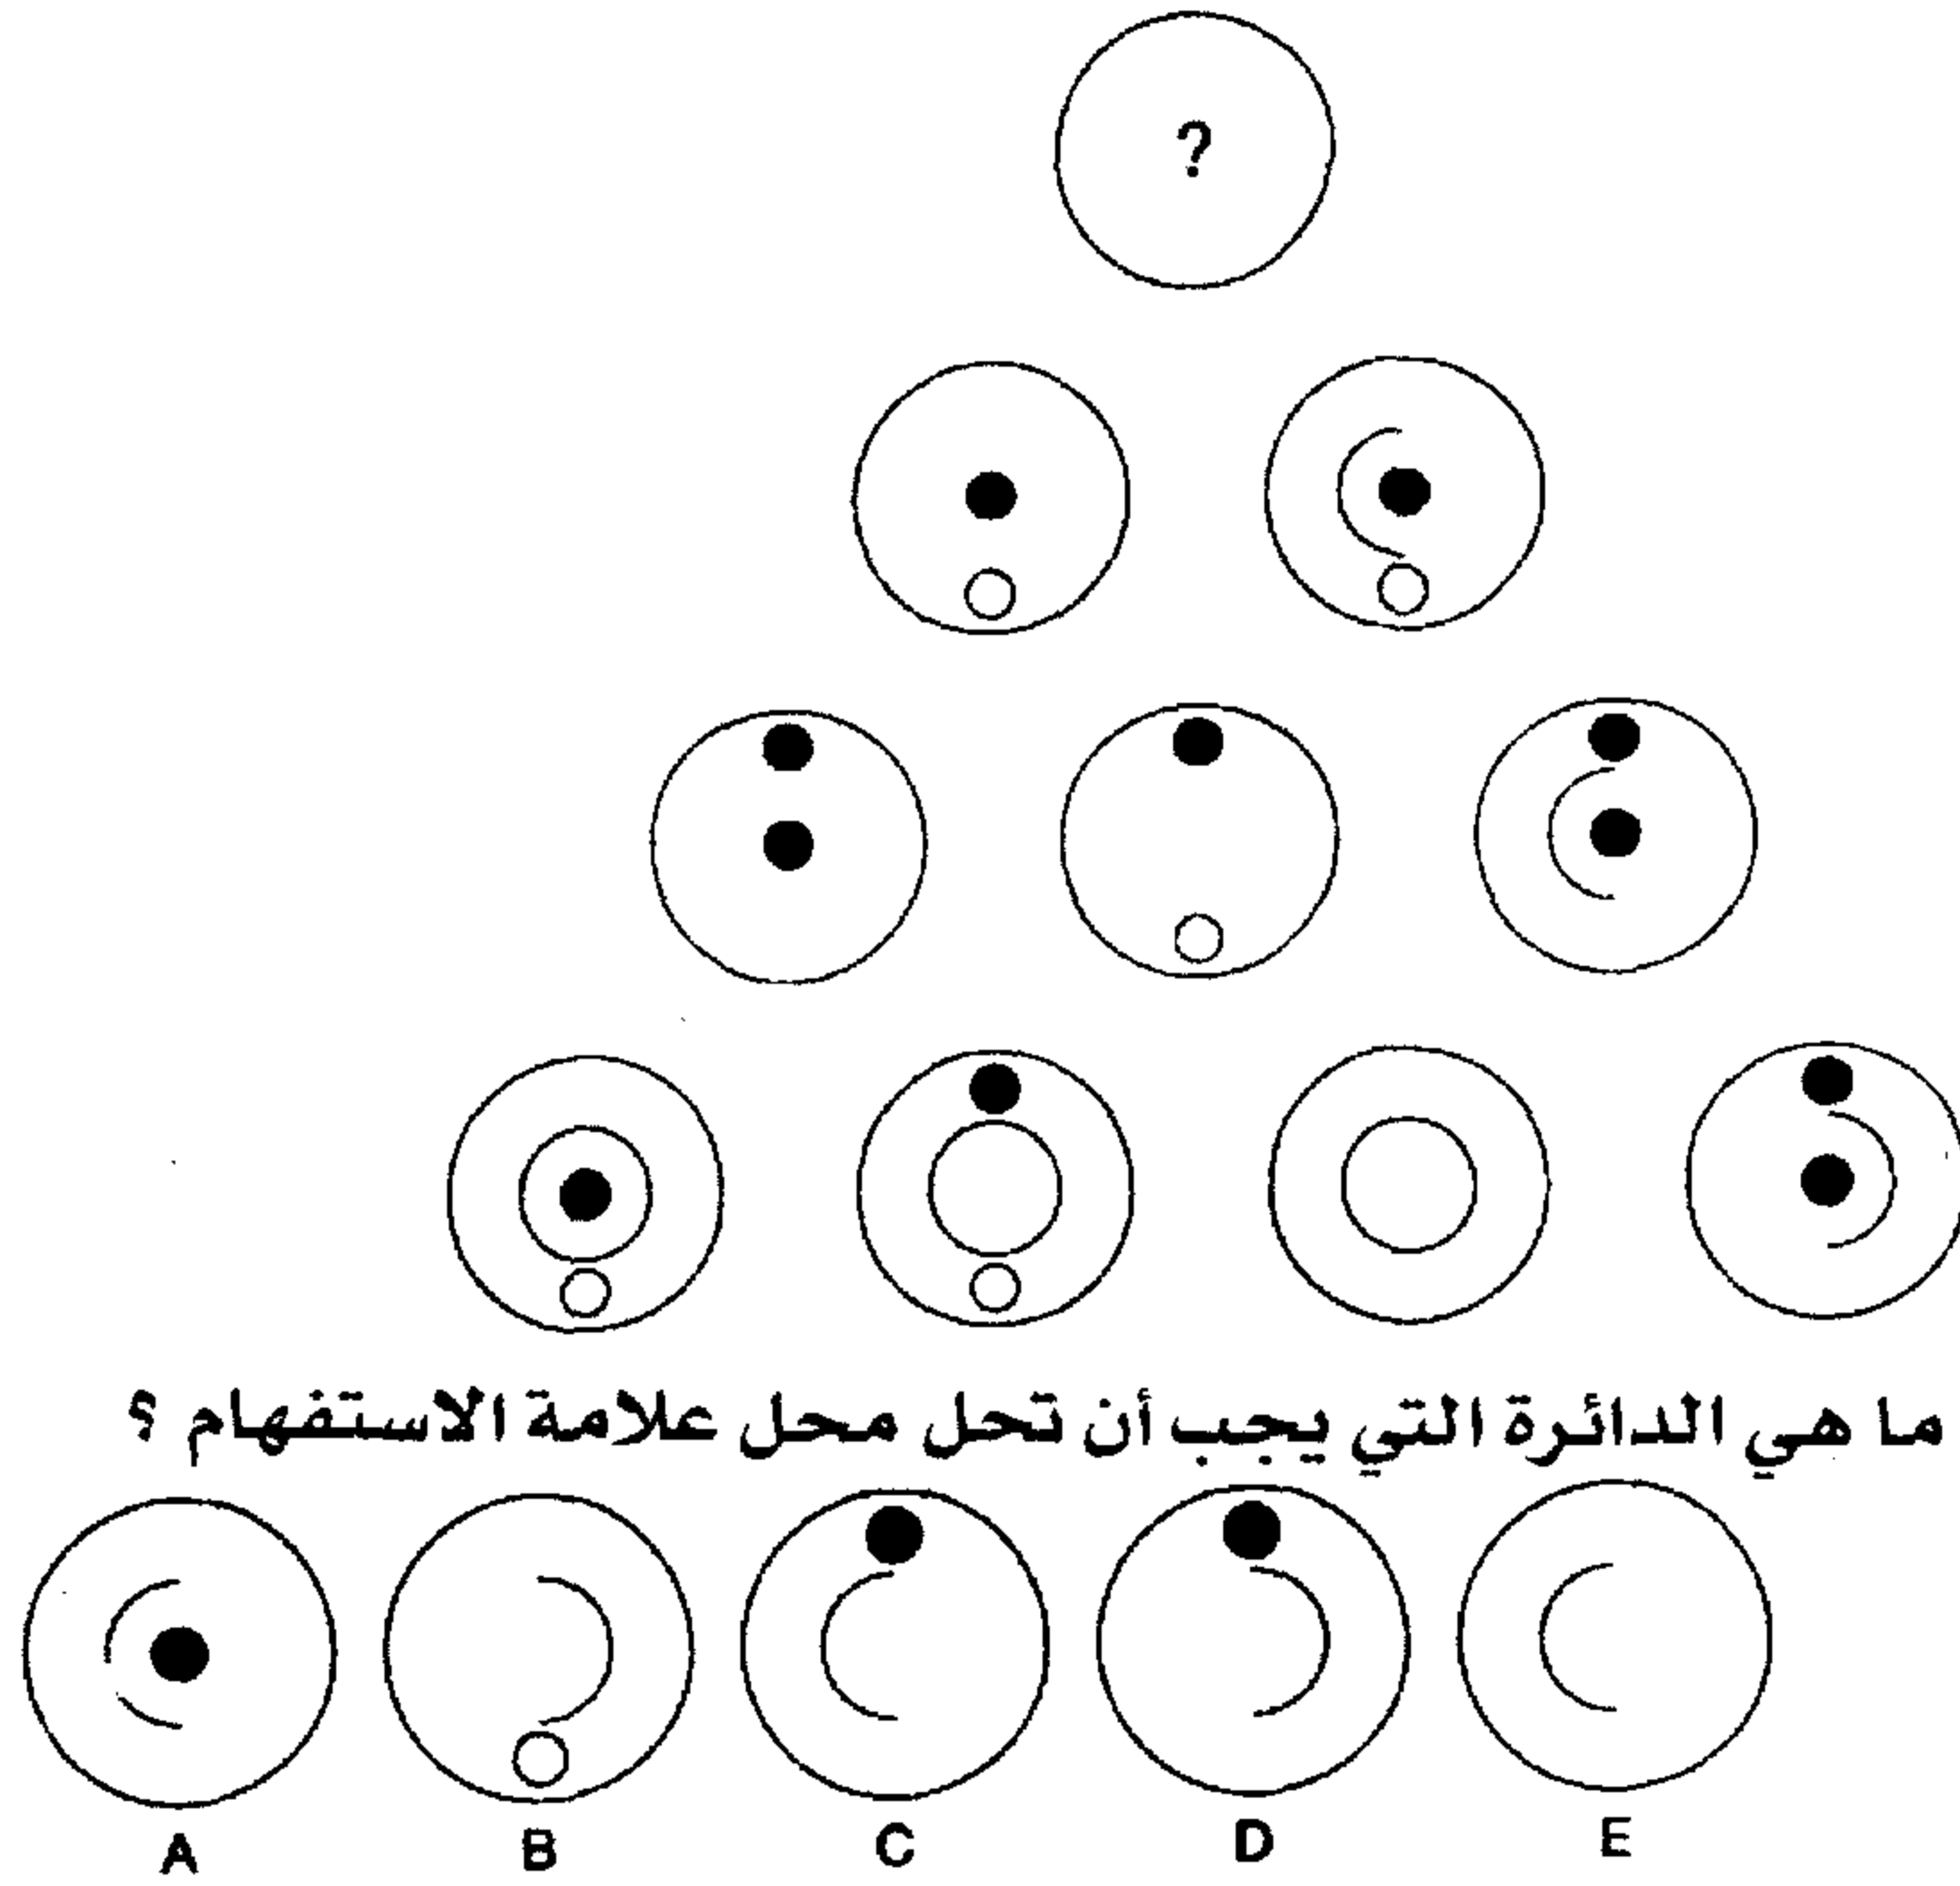 ?
ما هي الدائرة التي يجب أن تحل محل علامة الاستفهام ؟
A B C D E